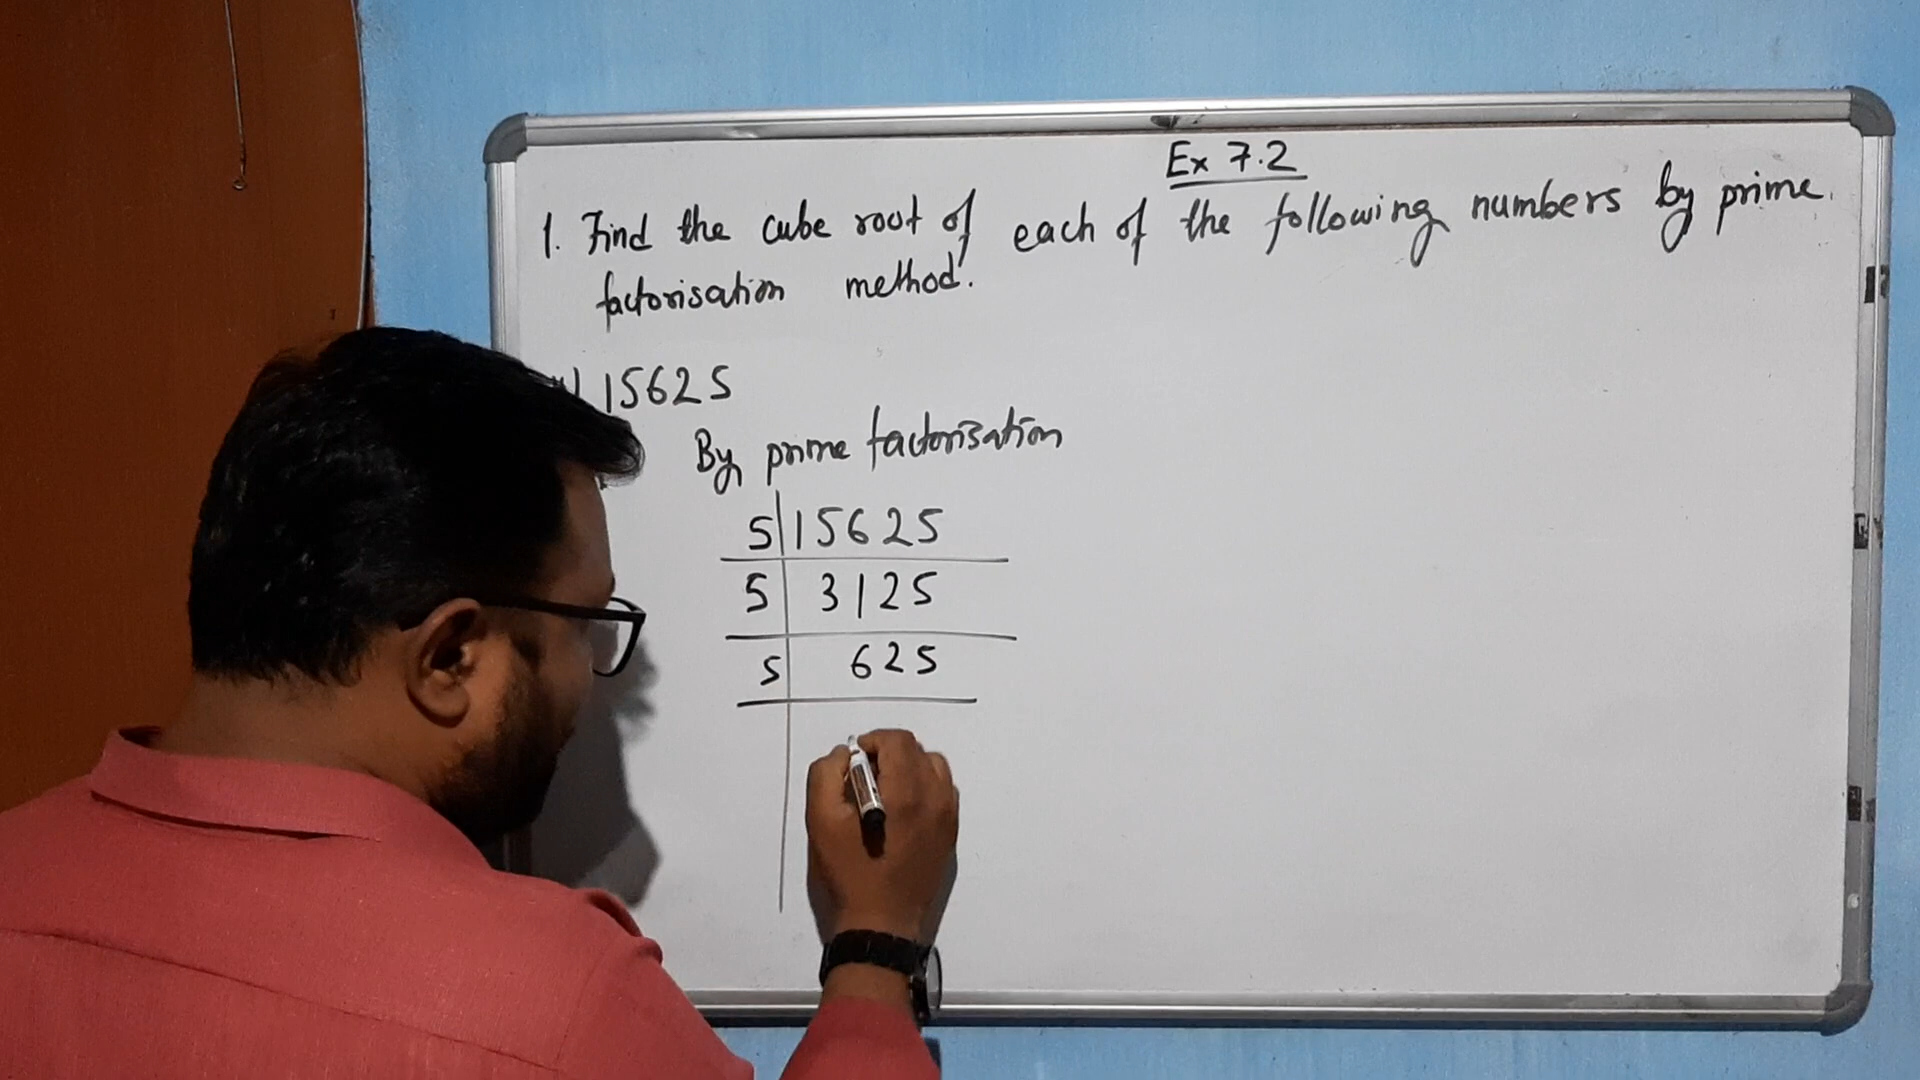 Ex 7.2
1. Find the cube root of each of the following numbers by prime
factorisation method.
15625
By prime factorisation
5 15625
5 3125
5 625